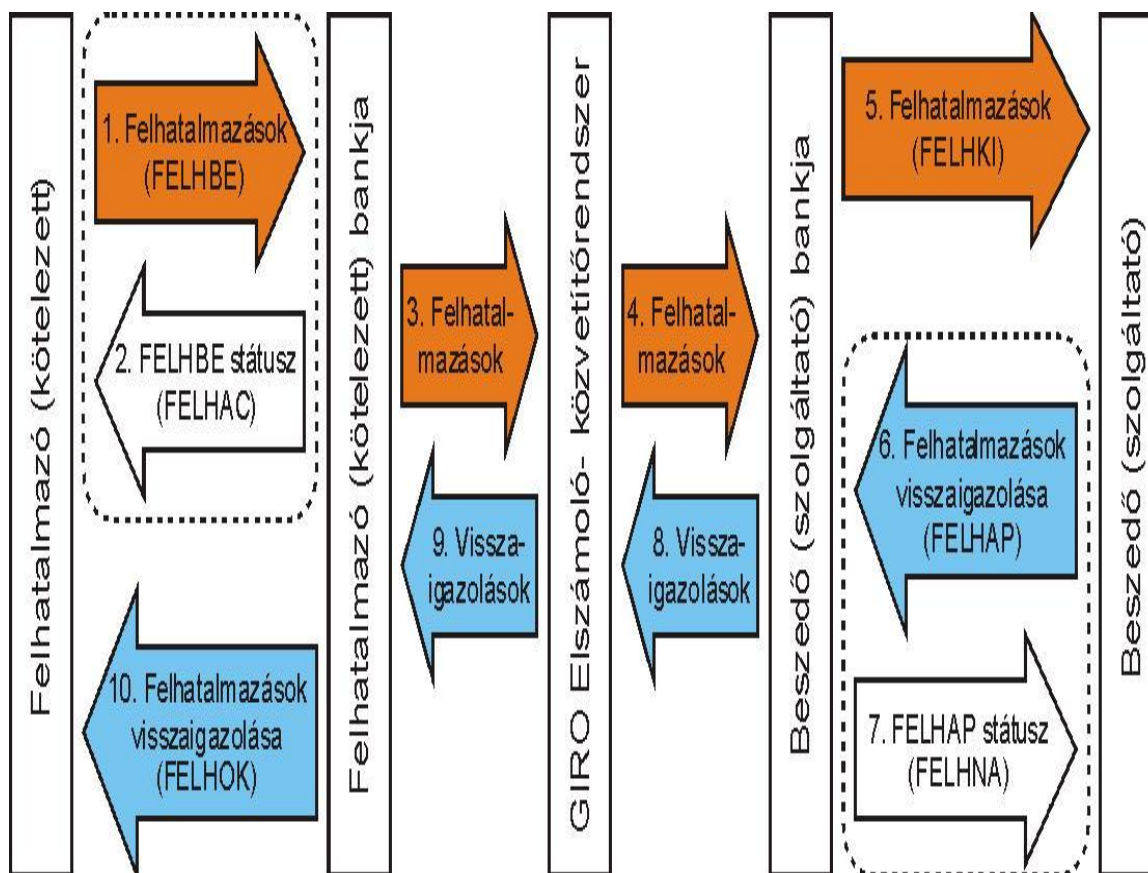 Felhatalmazó (kötelezett)
1. Felhatalmazások
(FELHBE)
2. FELHBE státusz
(FELHAC)
10. Felhatalmazások
visszaigazolása
(FELHOK)
Felhatalmazó (kötelezett) bankja
3. Felhatal-
mazások
9. Vissza-
igazolások
GIRO Elszámoló- közvetítőrendszer
4. Felhatal-
mazások
8. Vissza-
igazolások
Beszedő (szolgáltató) bankja
5. Felhatalmazások
(FELHKI)
6. Felhatalmazások
visszaigazolása
(FELHAP)
7. FELHAP státusz
(FELHNA)
Beszedő (szolgáltató)